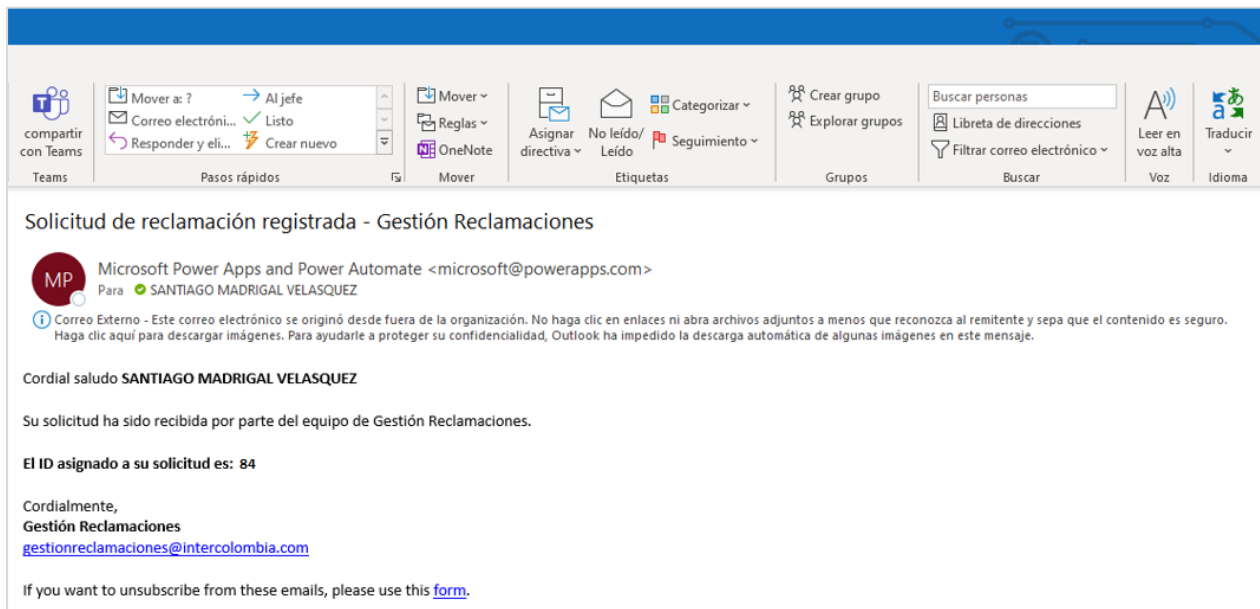 Mover a: ?
Al jefe
Correo electróni...
Listo
Responder y eli...
Crear nuevo
compartir
con Teams
Teams
Pasos rápidos
Mover
Reglas
OneNote
Mover
Asignar
directiva
No leído/
Leído
Categorizar
Seguimiento
Etiquetas
Crear grupo
Explorar grupos
Grupos
Buscar personas
Libreta de direcciones
Filtrar correo electrónico
Buscar
Leer en
voz alta
Voz
Traducir
Idioma
Solicitud de reclamación registrada - Gestión Reclamaciones
MP
Microsoft Power Apps and Power Automate <microsoft@powerapps.com>
Para SANTIAGO MADRIGAL VELASQUEZ
Correo Externo - Este correo electrónico se originó desde fuera de la organización. No haga clic en enlaces ni abra archivos adjuntos a menos que reconozca al remitente y sepa que el contenido es seguro.
Haga clic aquí para descargar imágenes. Para ayudarle a proteger su confidencialidad, Outlook ha impedido la descarga automática de algunas imágenes en este mensaje.
Cordial saludo SANTIAGO MADRIGAL VELASQUEZ
Su solicitud ha sido recibida por parte del equipo de Gestión Reclamaciones.
El ID asignado a su solicitud es: 84
Cordialmente,
Gestión Reclamaciones
gestionreclamaciones@intercolombia.com
If you want to unsubscribe from these emails, please use this form.